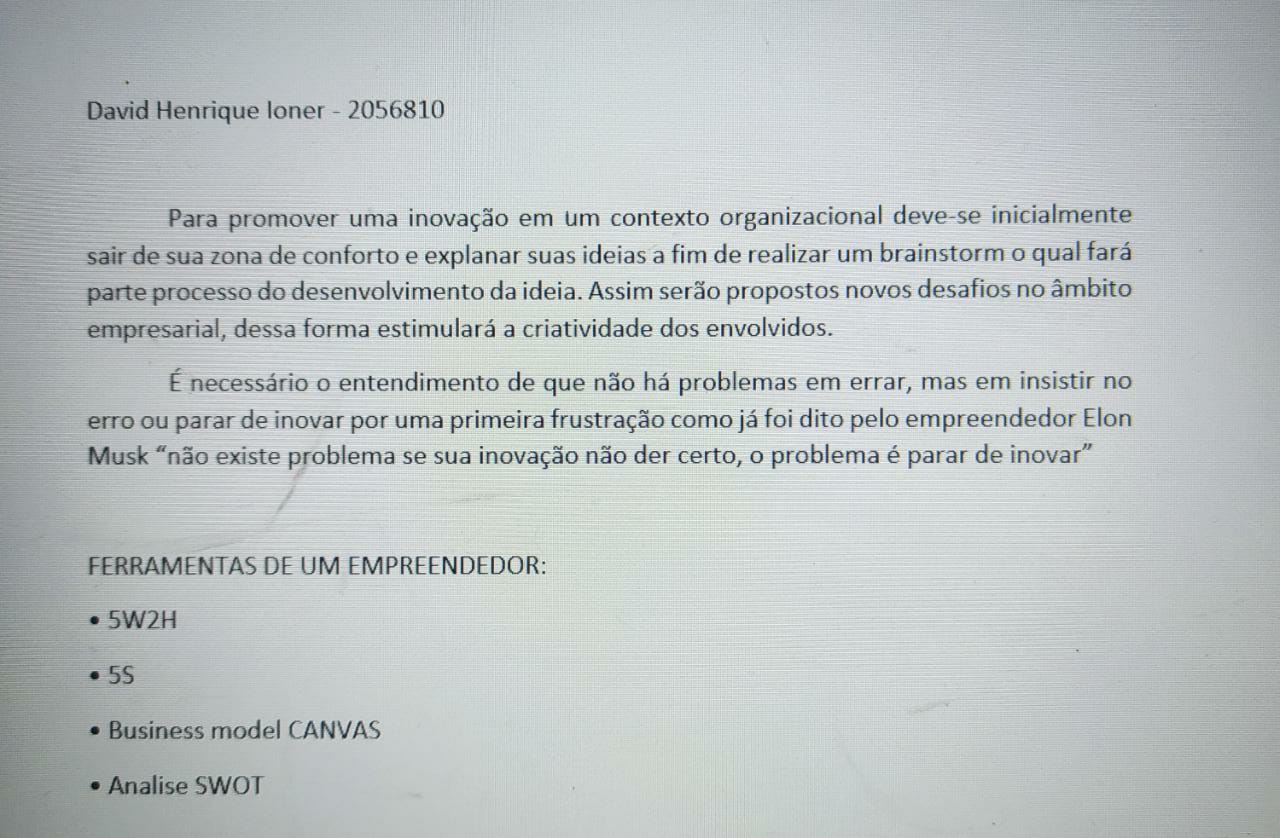 David Henrique Ioner - 2056810
Para promover uma inovação em um contexto organizacional deve-se inicialmente
sair de sua zona de conforto e explanar suas ideias a fim de realizar um brainstorm o qual fará
parte processo do desenvolvimento da ideia. Assim serão propostos novos desafios no âmbito
empresarial, dessa forma estimulará a criatividade dos envolvidos.
É necessário o entendimento de que não há problemas em errar, mas em insistir no
erro ou parar de inovar por uma primeira frustração como já foi dito pelo empreendedor Elon
Musk “não existe problema se sua inovação não der certo, o problema é parar de inovar”
FERRAMENTAS DE UM EMPREENDEDOR:
• 5W2H
• 5S
• Business model CANVAS
• Analise SWOT